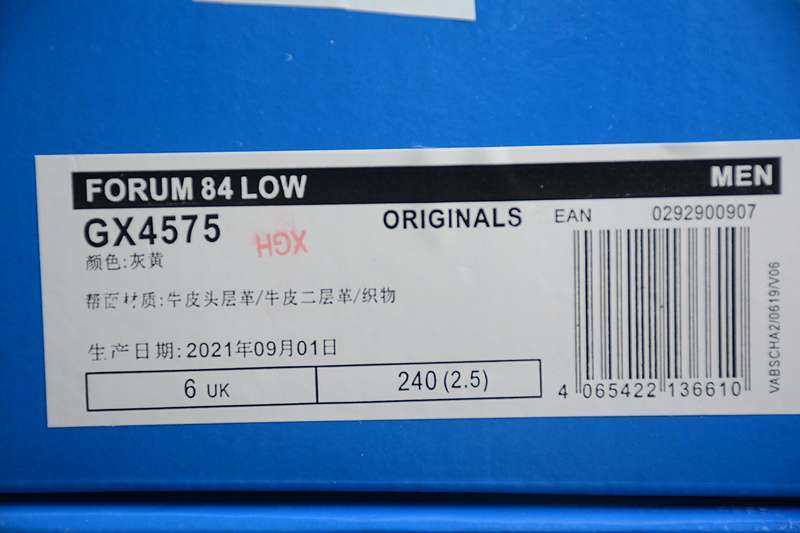 FORUM 84 LOW MEN
GX4575 ORIGINALS EAN 0292900907
XGH
颜色:灰黄
帮面材质:牛皮头层革/牛皮二层革/织物
生产日期:2021年09月01日
6 UK 240 (2.5)
4 065422 136610
VABSCHA2/0619/V06